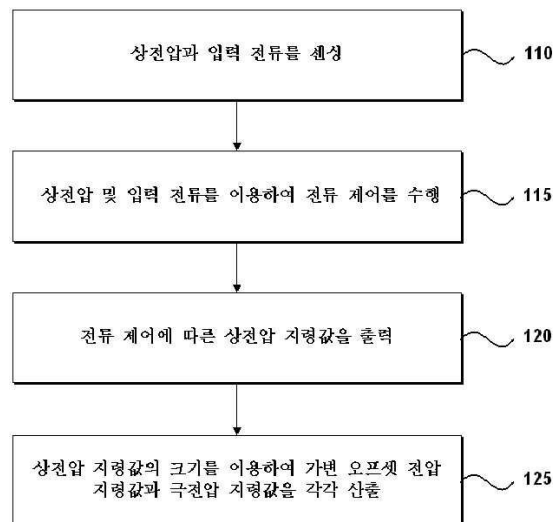 상전압과 입력 전류를 센싱
110
상전압 및 입력 전류를 이용하여 전류 제어를 수행
115
전류 제어에 따른 상전압 지령값을 출력
120
상전압 지령값의 크기를 이용하여 가변 오프셋 전압
지령값과 극전압 지령값을 각각 산출
125